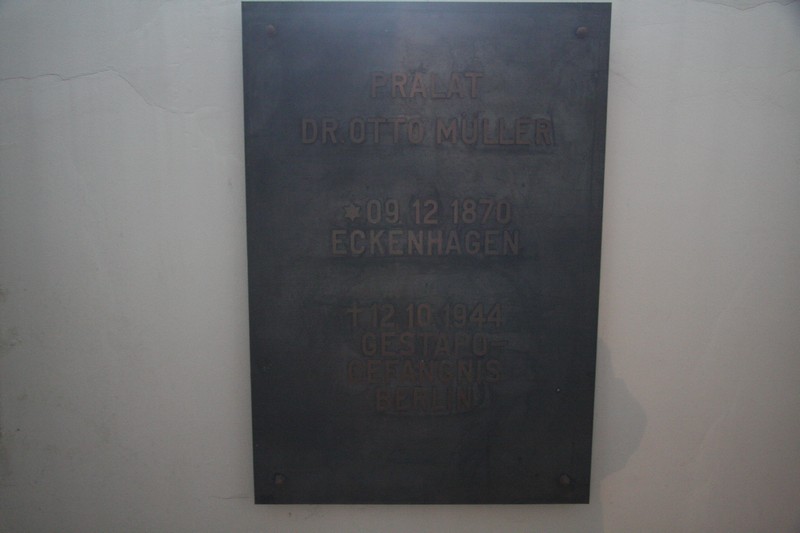 PRÄLAT
DR. OTTO MÜLLER
*09 12 1870
ECKENHAGEN
†12 10 1944
GESTAPO
GEFÄNGNIS
BERLIN